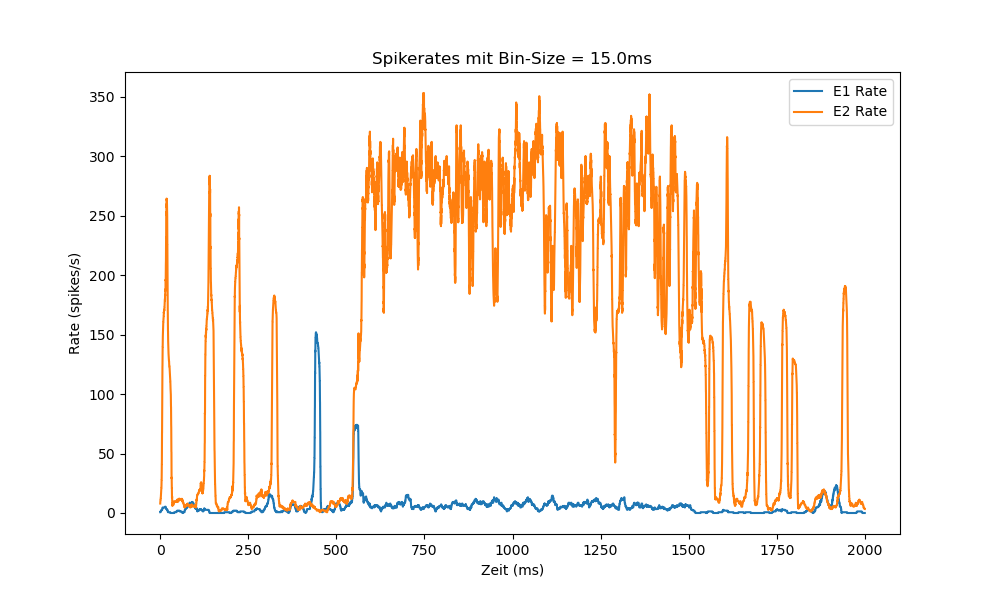 Spikerates mit Bin-Size = 15.0ms
E1 Rate
E2 Rate
350
300
250
200
150
100
50
0
Rate (spikes/s)
0 250 500 750 1000 1250 1500 1750 2000
Zeit (ms)